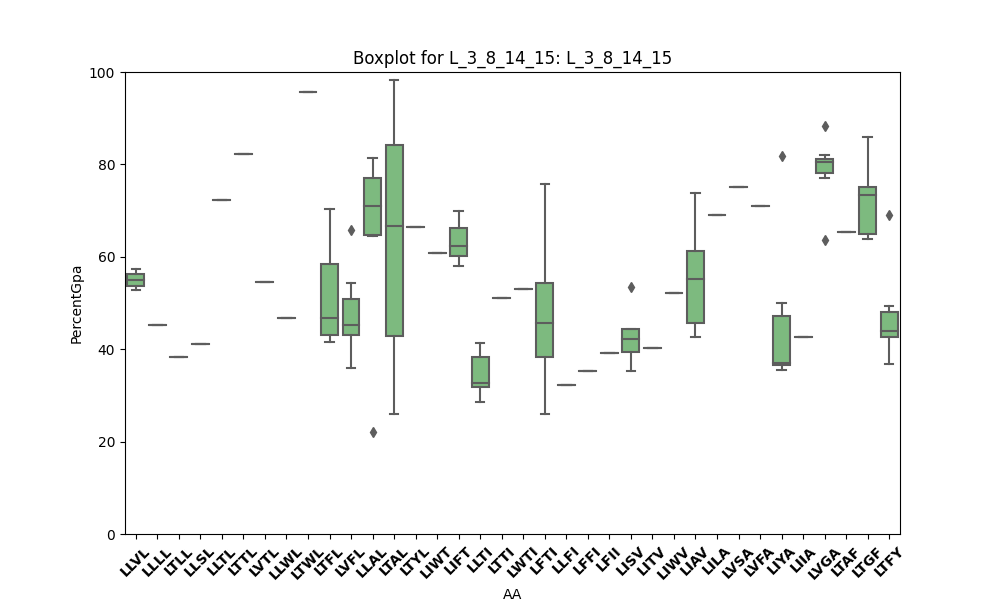 Boxplot for L_3_8_14_15: L_3_8_14_15
100
80
60
40
20
0
PercentGpa
LLVL
LLLL
LTLL
LLSL
LLTL
LTTL
LVTL
LLWL
LTWL
LTFL
LVFL
LLAL
LTAL
LTYL
LIWT
LIFT
LLTI
LTTI
LWTI
LFTI
LLFI
LFFI
LFII
LISV
LITV
LIWV
LIAV
LILA
LVSA
LVFA
LIYA
LIIA
LVGA
LTAF
LTGF
LTFY
AA